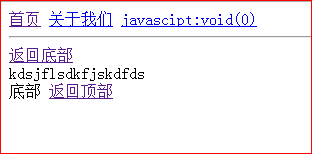 首页 关于我们 javascipt:void(0)
返回底部
kdsjflsdkfjskdfds
底部 返回顶部